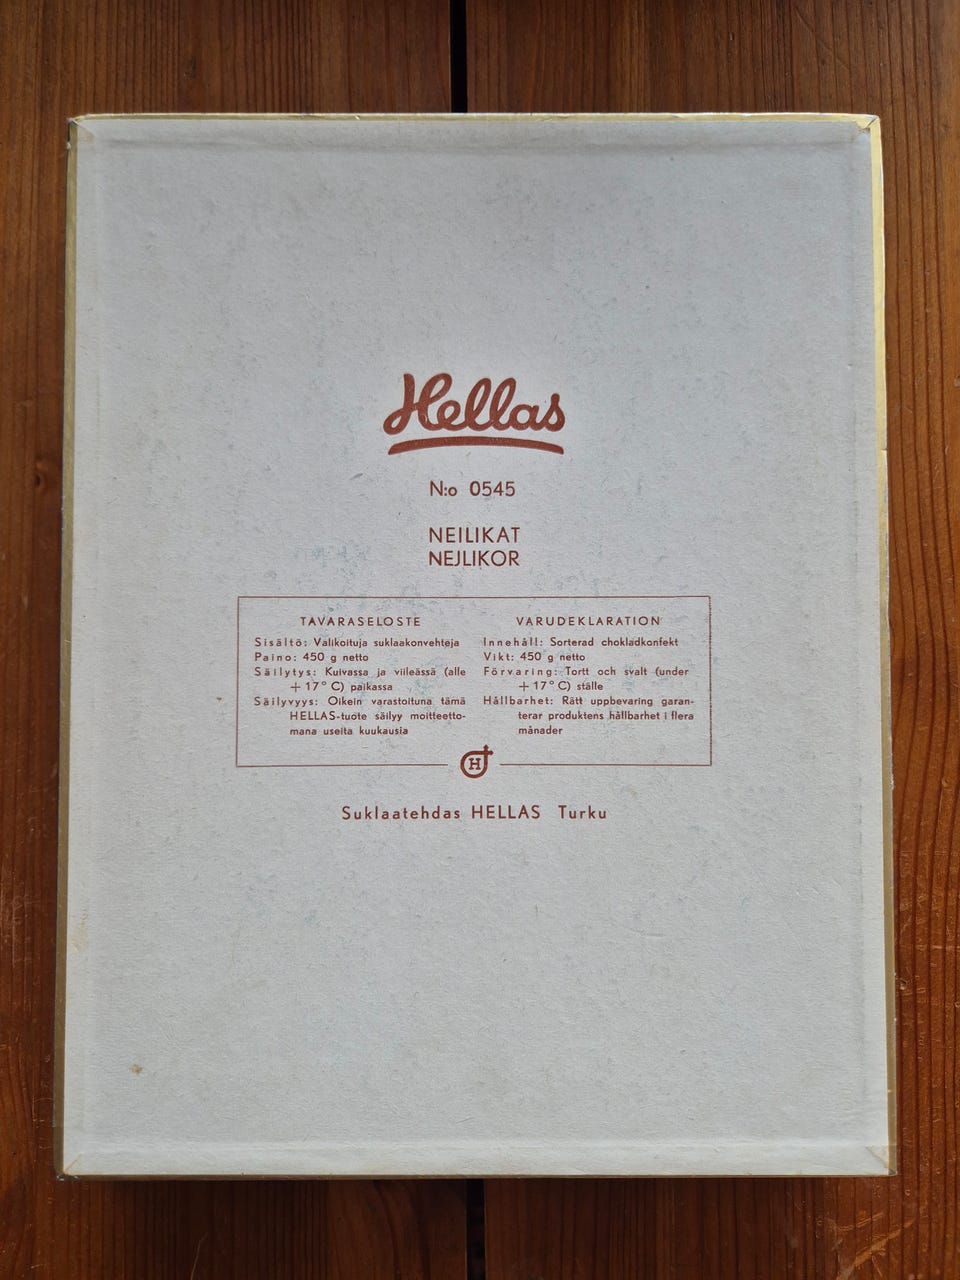 Hellas
N:o 0545
NEILIKAT
NEJLIKOR
TAVARASELOSTE
Sisältö: Valikoituja suklaakonvehteja
Paino: 450 g netto
Säilytys: Kuivassa ja viileässä (alle
+ 17° C) paikassa
Säilyvyys: Oikein varastoituna tämä
HELLAS-tuote säilyy moitteetto-
mana useita kuukausia
VARUDEKLARATION
Innehåll: Sorterad chokladkonfekt
Vikt: 450 g netto
Förvaring: Tortt och svalt (under
+ 17° C) ställe
Hållbarhet: Rätt uppbevaring garan-
terar produktens hållbarhet i flera
månader
H
Suklaatehdas HELLAS Turku